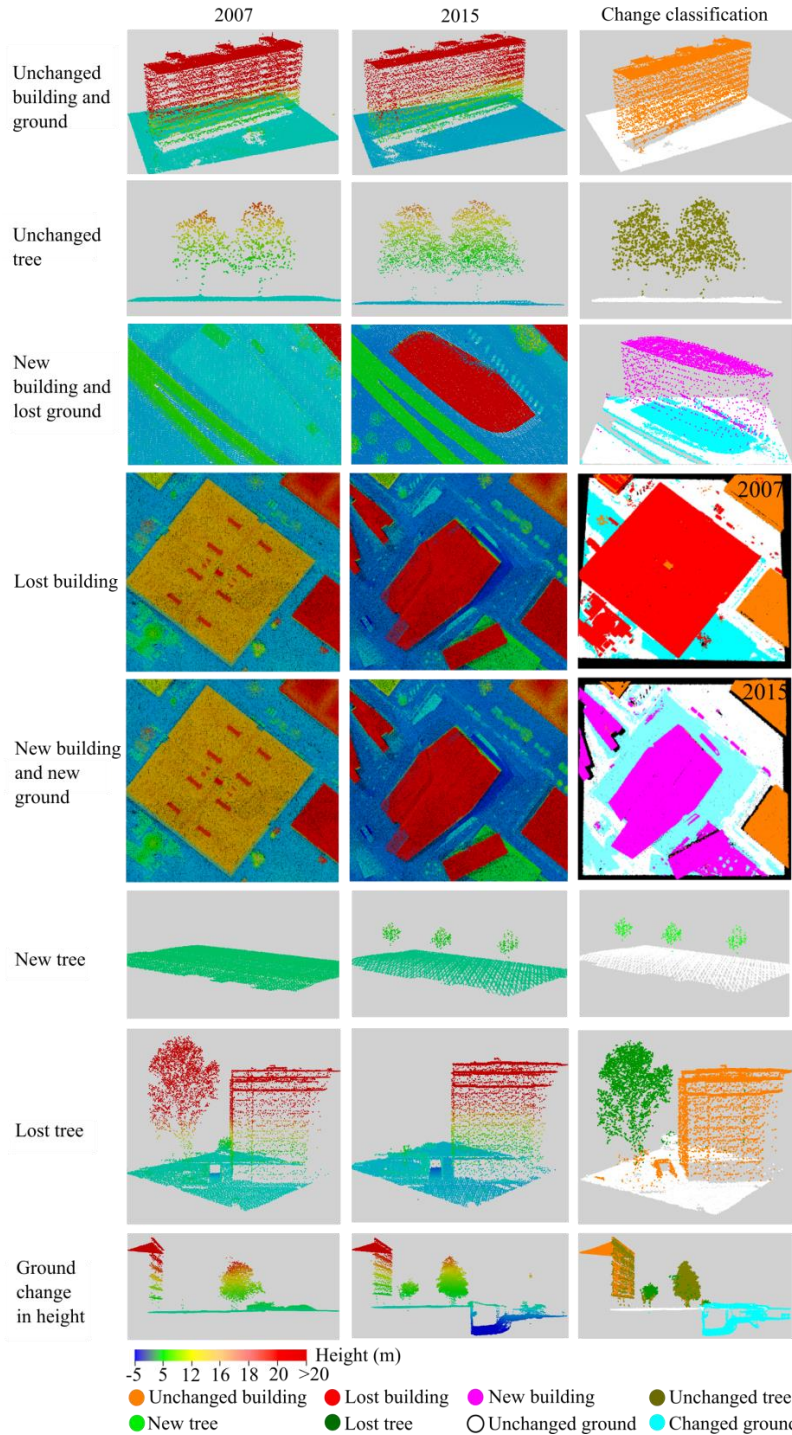 2007 2015 Change classification
Unchanged
building and
ground
Unchanged
tree
New
building and
lost ground
2007
Lost building
2015
New building
and new
ground
New tree
Lost tree
Ground
change
in height
Height (m)
-5 5 12 16 18 20 >20
Unchanged building Lost building New building Unchanged tree
New tree Lost tree Unchanged ground Changed ground